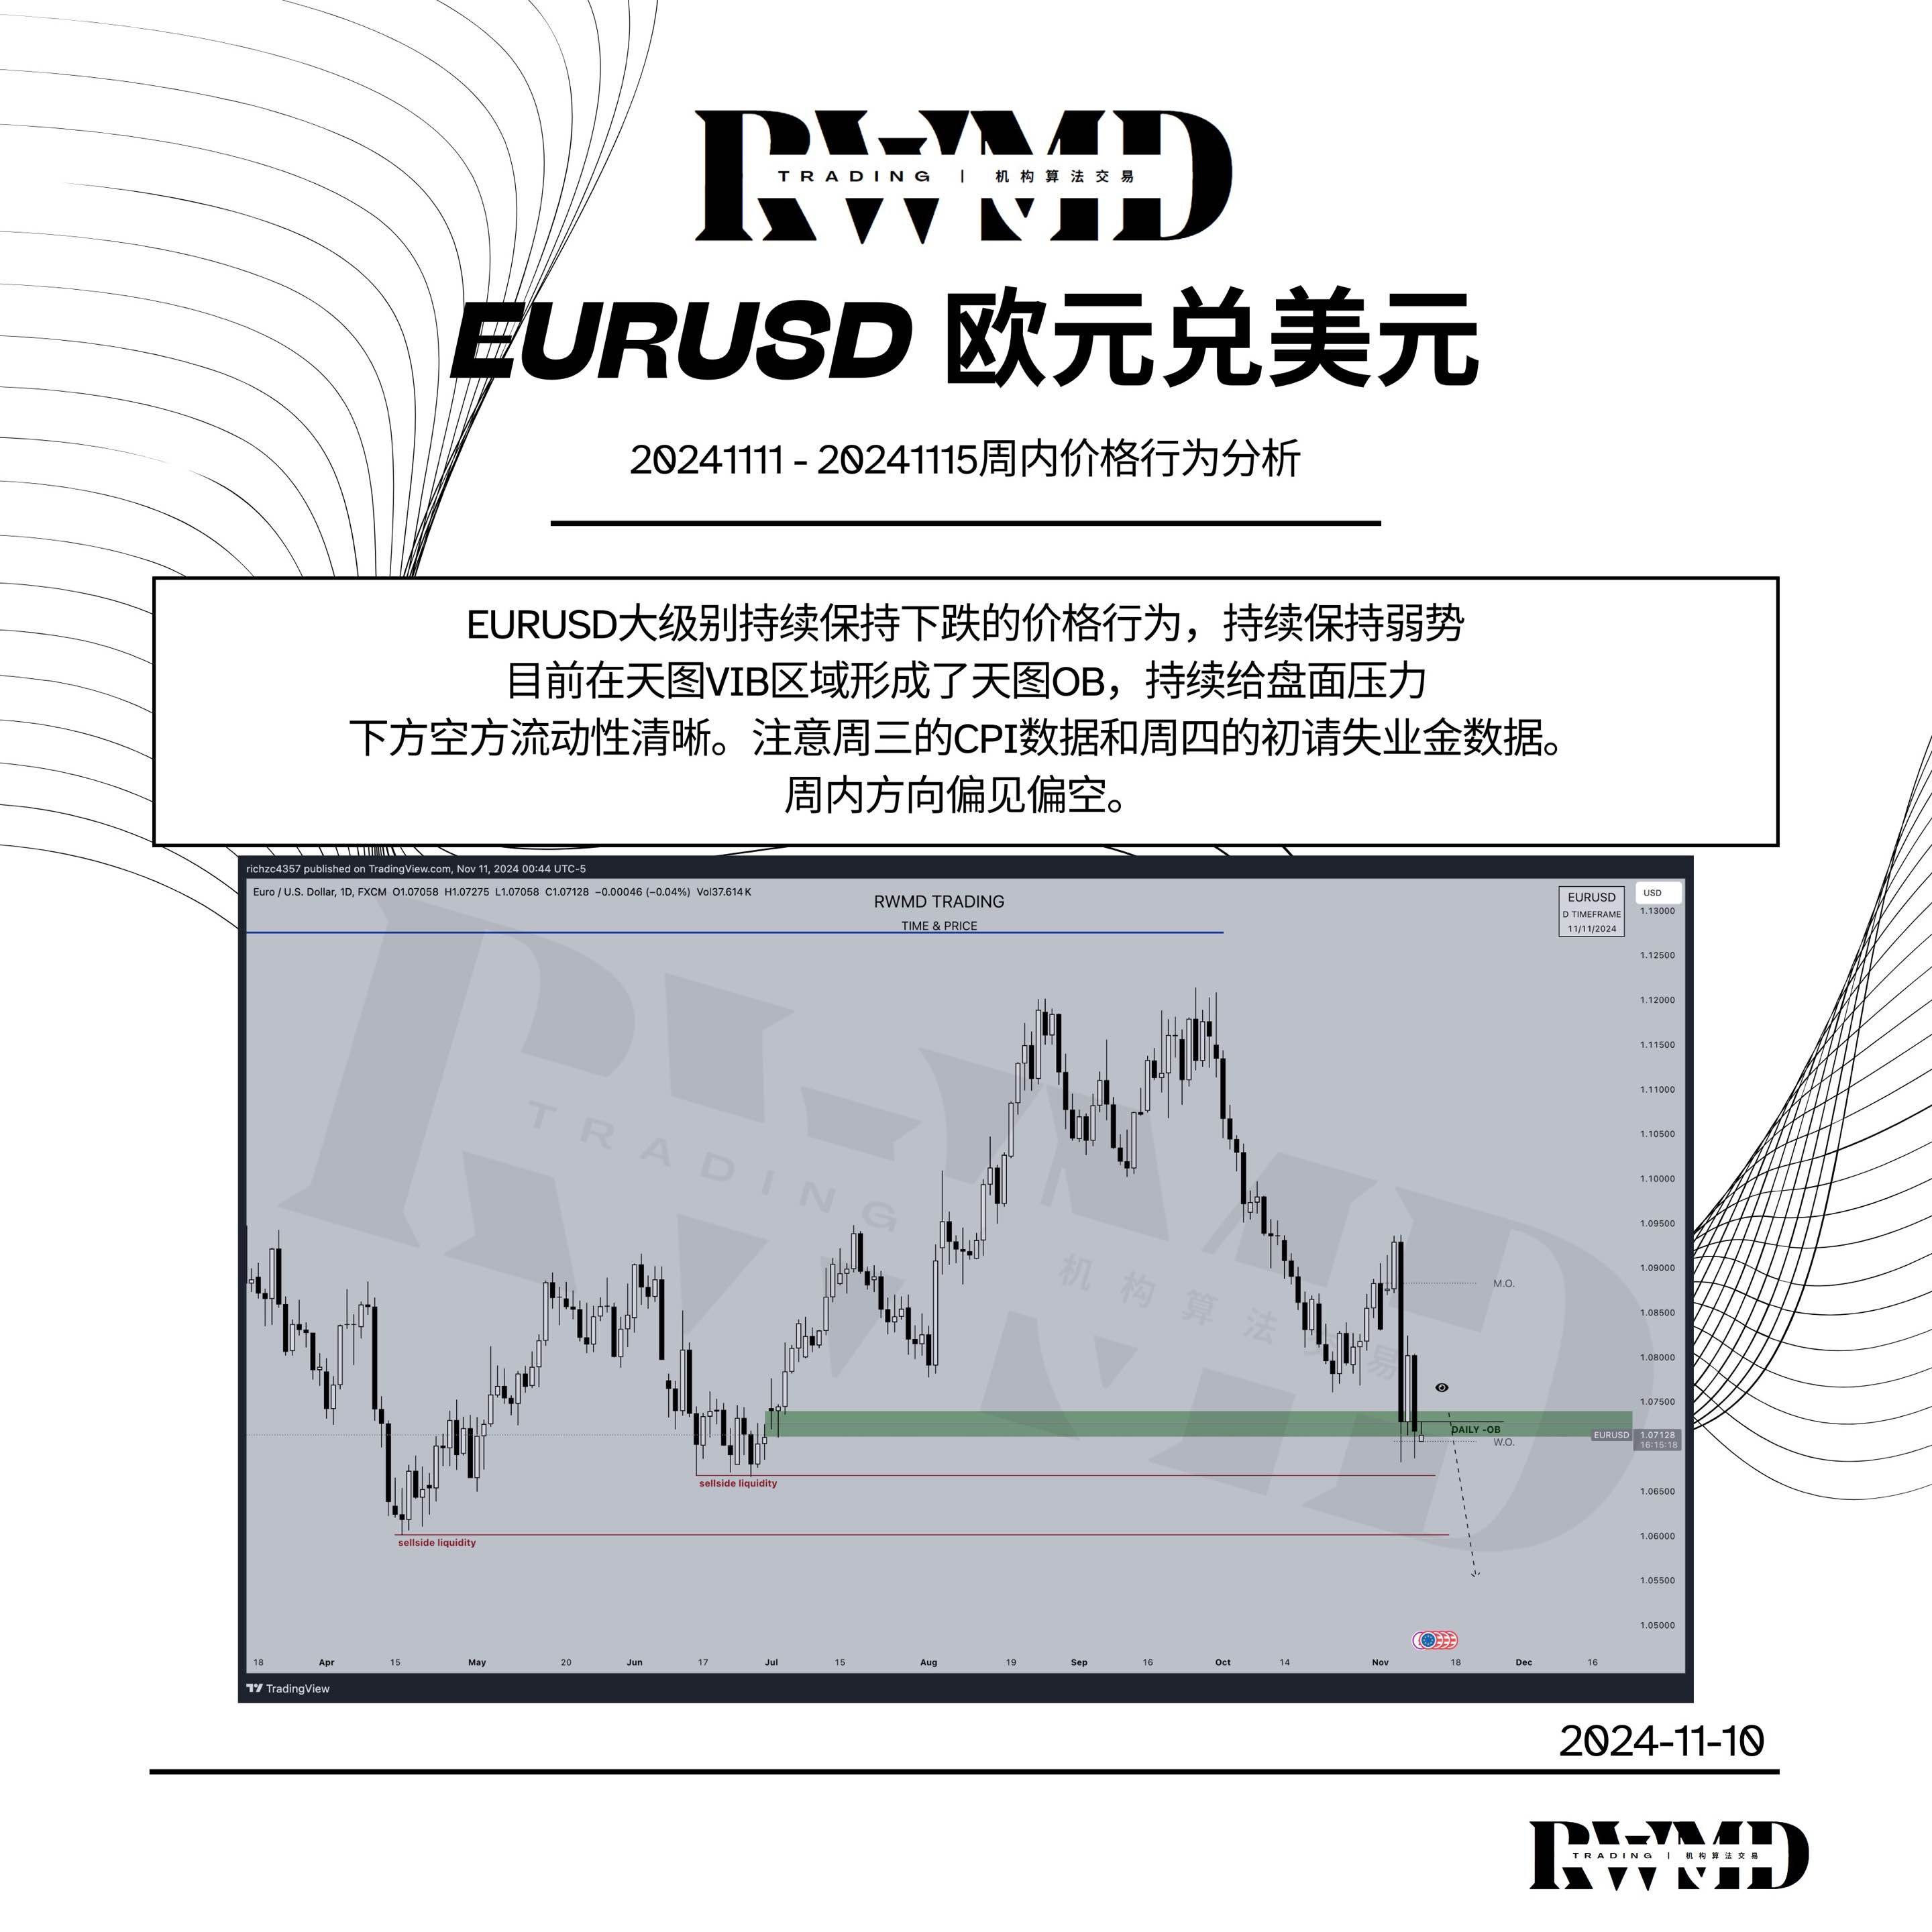 RWMD
TRADING | 机构算法交易
EURUSD 欧元兑美元
20241111 - 20241115周内价格行为分析
EURUSD大级别持续保持下跌的价格行为，持续保持弱势
目前在天图VIB区域形成了天图OB，持续给盘面压力
下方空方流动性清晰。注意周三的CPI数据和周四的初请失业金数据。
周内方向偏见偏空。
richzc4357 published on TradingView.com, Nov 11, 2024 00:44 UTC-5
Euro / U.S. Dollar, 1D, FXCM O1.07058 H1.07275 L1.07058 C1.07128 −0.00046 (−0.04%) Vol37.614K
RWMD TRADING
TIME & PRICE
EURUSD
D TIMEFRAME
11/11/2024
USD
1.13000
1.12500
1.12000
1.11500
1.11000
1.10500
1.10000
1.09500
1.09000
1.08500
1.08000
1.07500
EURUSD 1.07128
16:15:18
1.06500
1.06000
1.05500
1.05000
TRADING
机构算法交易
M.O.
DAILY -OB
W.O.
sellside liquidity
sellside liquidity
18 Apr 15 May 20 Jun 17 Jul 15 Aug 19 Sep 16 Oct 14 Nov 18 Dec 16
TradingView
2024-11-10
RWMD
TRADING | 机构算法交易